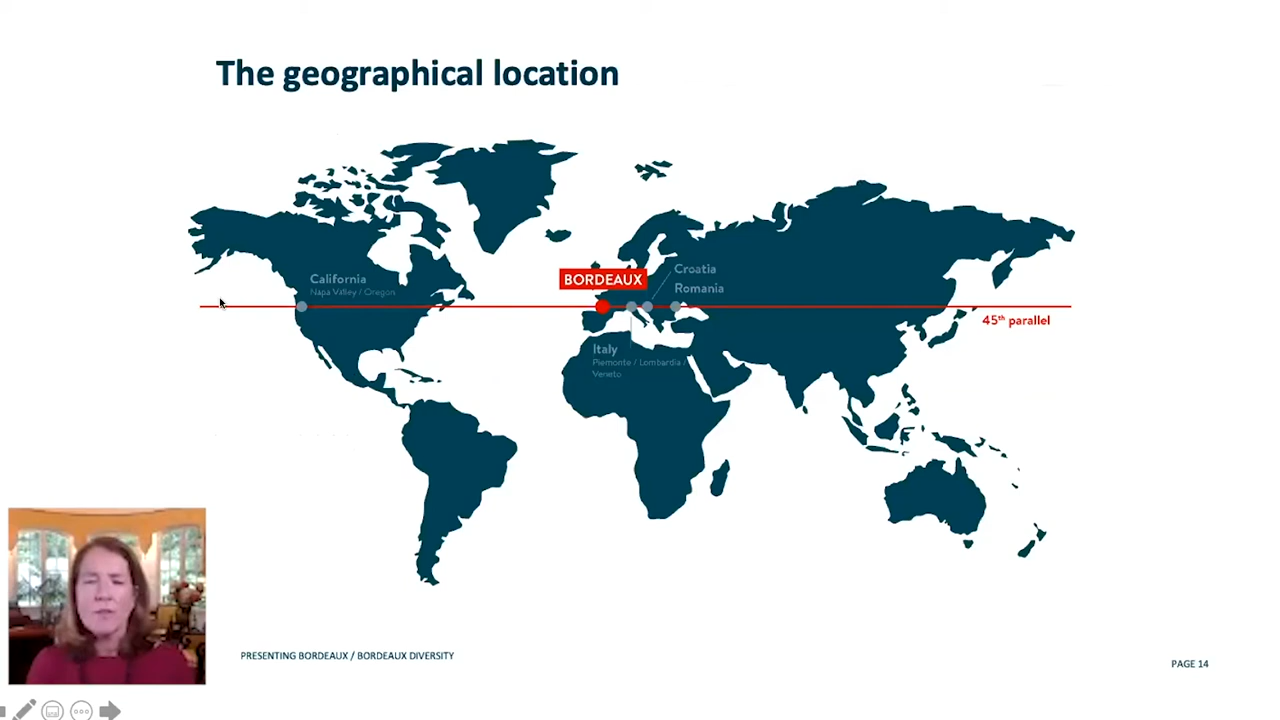 The geographical location
California
Napa Valley / Oregon
BORDEAUX
Croatia
Romania
45th parallel
Italy
Piemonte / Lombardia /
Veneto
PRESENTING BORDEAUX / BORDEAUX DIVERSITY
PAGE 14